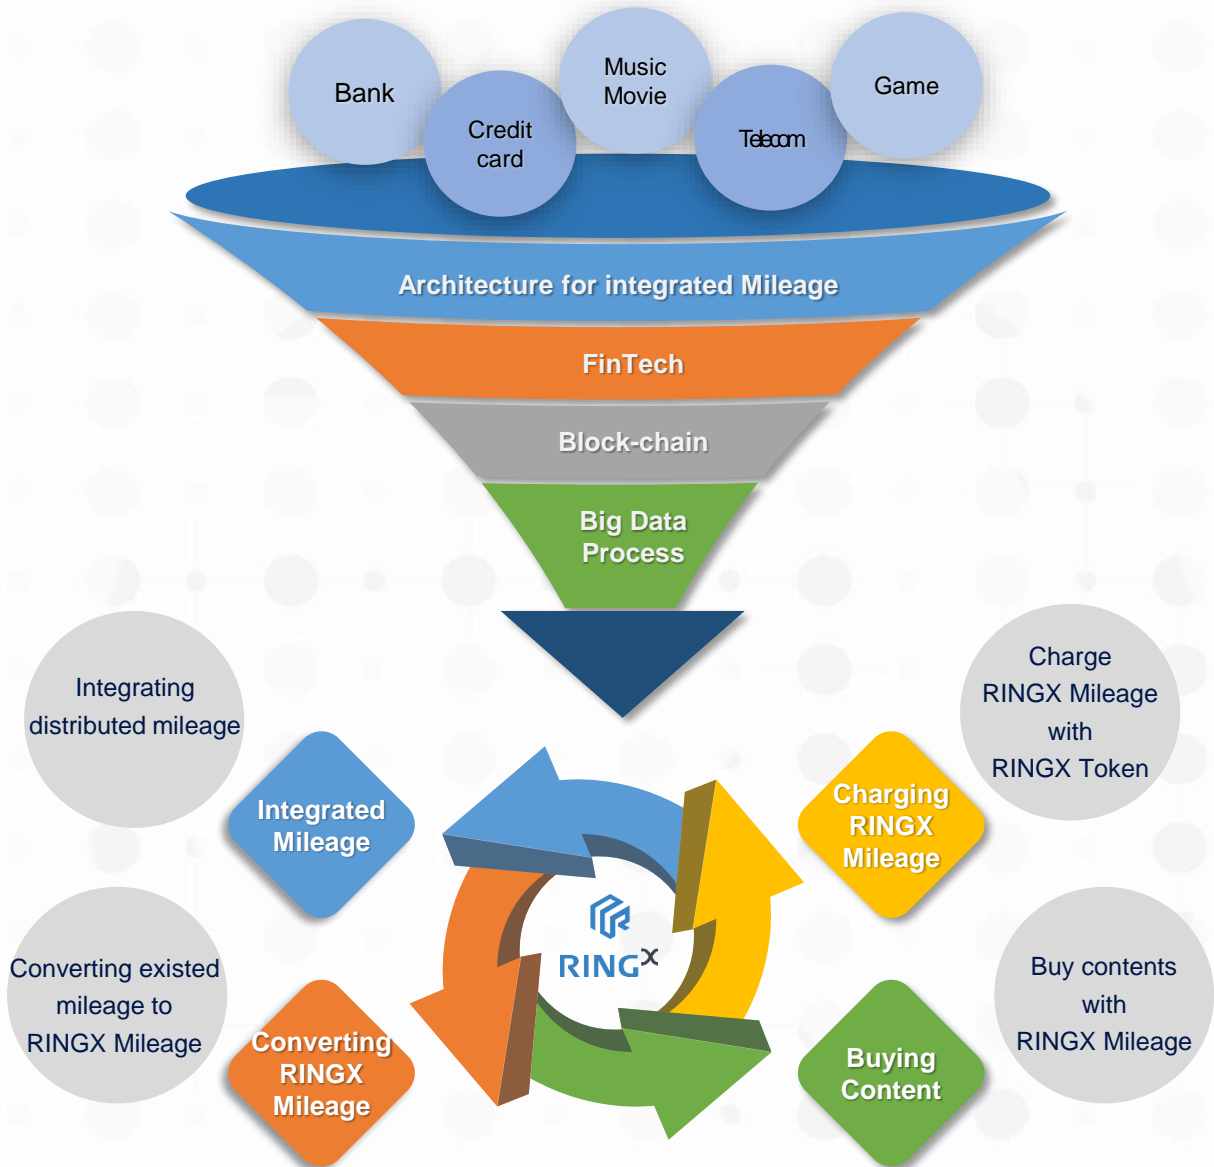 Bank
Credit
card
Music
Movie
Telecom
Game
Architecture for integrated Mileage
FinTech
Block-chain
Big Data
Process
Integrating
distributed mileage
Integrated
Mileage
Charge
RINGX Mileage
with
RINGX Token
Charging
RINGX
Mileage
RINGX
Converting existed
mileage to
RINGX Mileage
Converting
RINGX
Mileage
Buy contents
with
RINGX Mileage
Buying
Content